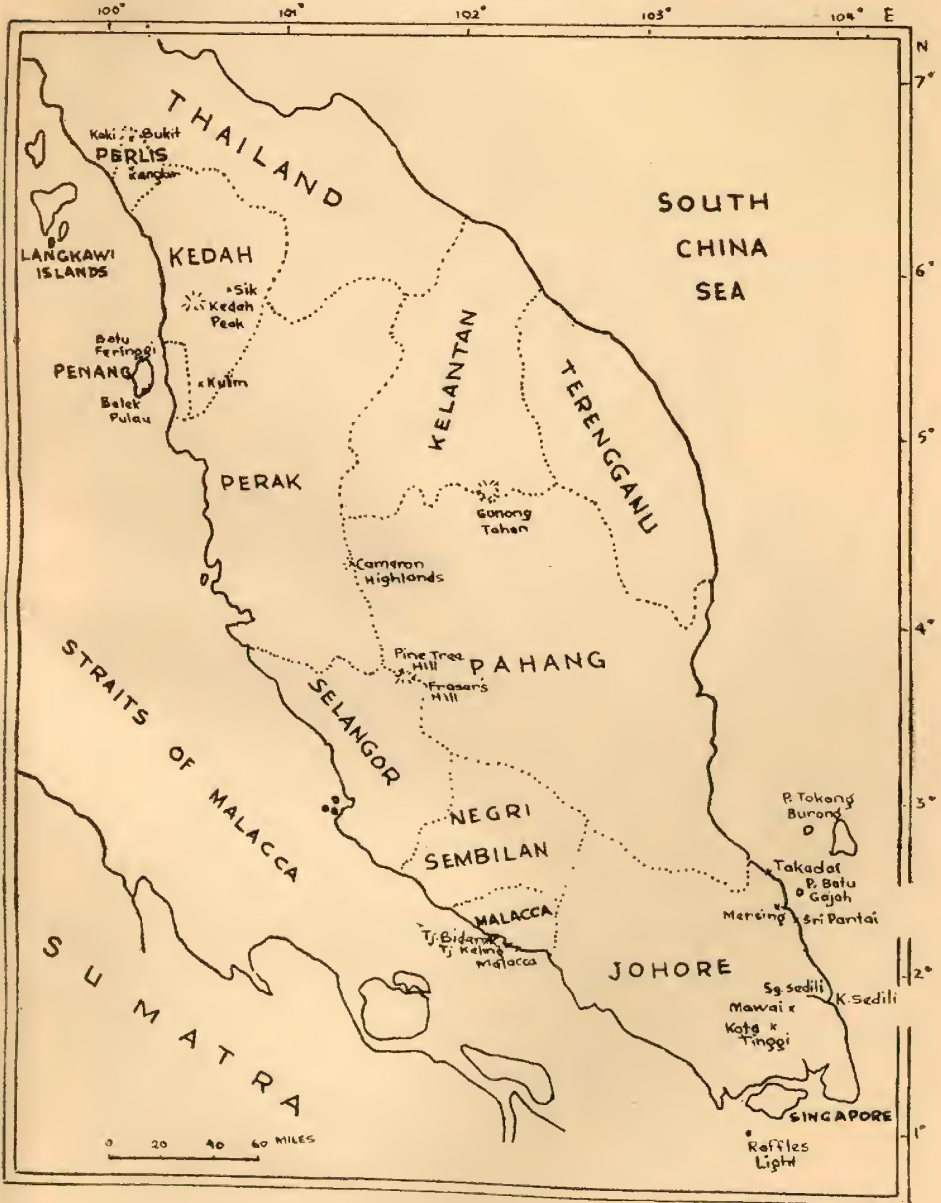 100° 101° 102° 103° 104° E
N
7°
6°
5°
4°
3°
2°
1°
THAILAND
Kaki Bukit
PERLIS
Kangar
LANGKAWI
ISLANDS
KEDAH
Sik
Kedah
Peak
Batu
Feringgi
PENANG
Balek
Pulau
Kulim
SOUTH
CHINA
SEA
KELANTAN
TERENGGANU
PERAK
Gunong
Tahan
Cameron
Highlands
Pine Tree
Hill
Fraser's
Hill
PAHANG
SELANGOR
STRAITS OF MALACCA
NEGRI
SEMBILAN
MALACCA
Tj. Bidara
Tj Keling
Malacca
P. Tokong
Burong
Takadai
P. Batu
Gajah
Mersing
Sri Pantai
JOHORE
Sg. Sedili
K. Sedili
Mawai
Kota
Tinggi
SINGAPORE
Raffles
Light
SUMATRA
0 20 40 60 MILES